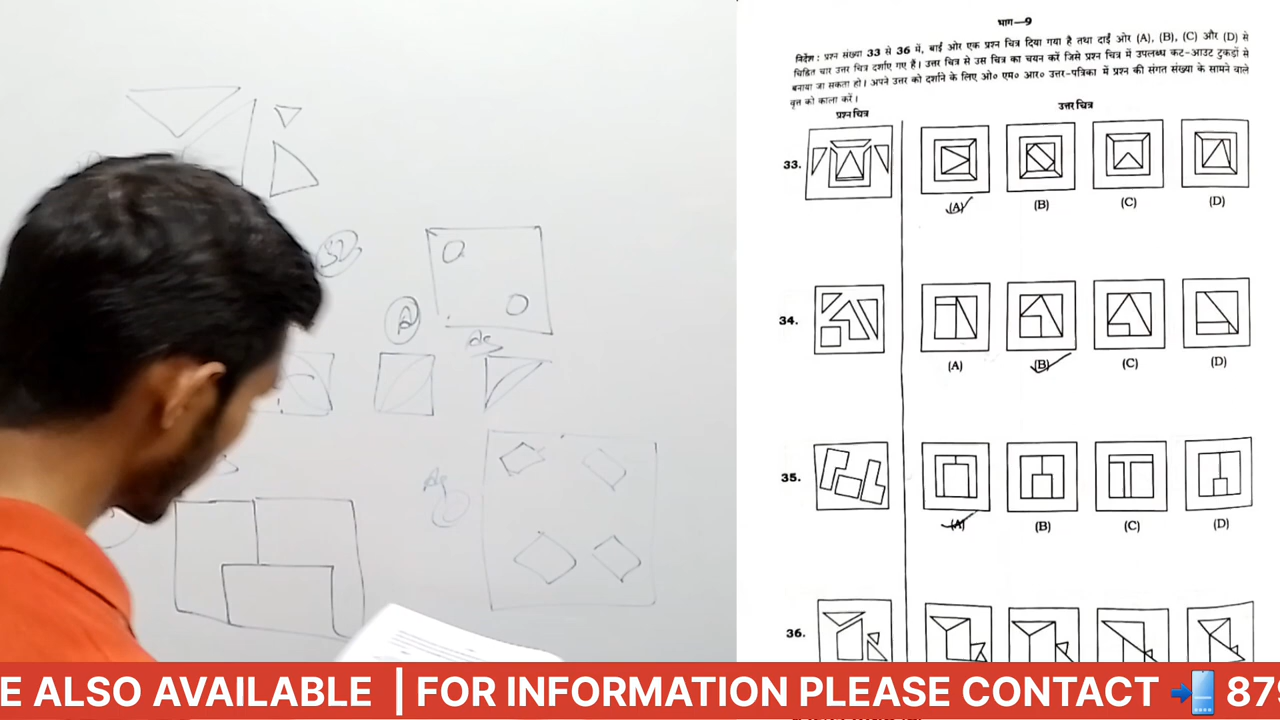 भाग—9
निर्देश : प्रश्न संख्या 33 से 36 में, बाईं ओर एक प्रश्न चित्र दिया गया है तथा दाईं ओर (A), (B), (C) और (D) से
चिह्नित चार उत्तर चित्र दर्शाए गए हैं। उत्तर चित्र से उस चित्र का चयन करें जिसे प्रश्न चित्र में उपलब्ध कट-आउट टुकड़ों से
बनाया जा सकता हो। अपने उत्तर को दर्शाने के लिए ओ० एम० आर० उत्तर-पत्रिका में प्रश्न की संगत संख्या के सामने वाले
वृत्त को काला करें।
प्रश्न चित्र उत्तर चित्र
33.
(A) (B) (C) (D)
34.
(A) (B) (C) (D)
35.
(A) (B) (C) (D)
36.
32
E ALSO AVAILABLE | FOR INFORMATION PLEASE CONTACT 📲 879